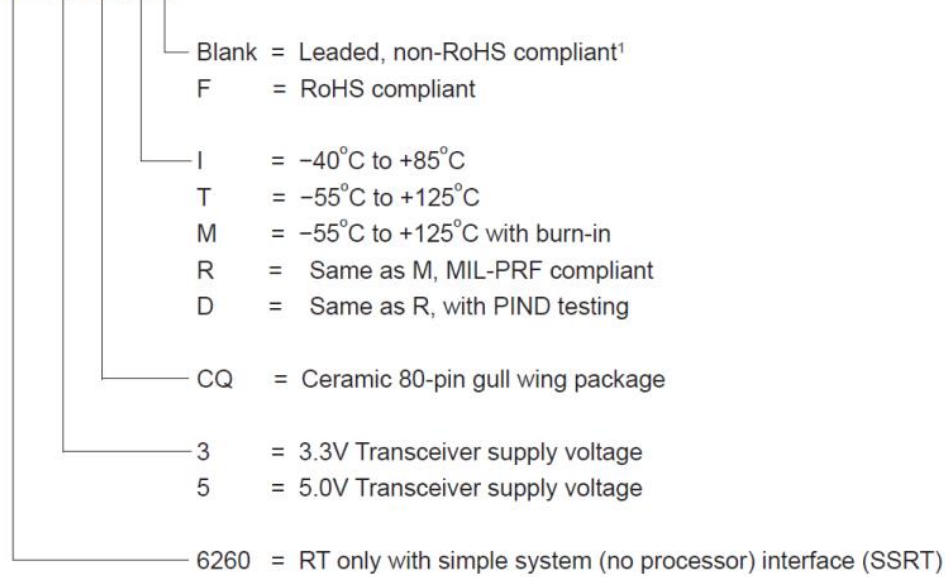 Blank = Leaded, non-RoHS compliant¹
F = RoHS compliant
I = −40°C to +85°C
T = −55°C to +125°C
M = −55°C to +125°C with burn-in
R = Same as M, MIL-PRF compliant
D = Same as R, with PIND testing
CQ = Ceramic 80-pin gull wing package
3 = 3.3V Transceiver supply voltage
5 = 5.0V Transceiver supply voltage
6260 = RT only with simple system (no processor) interface (SSRT)